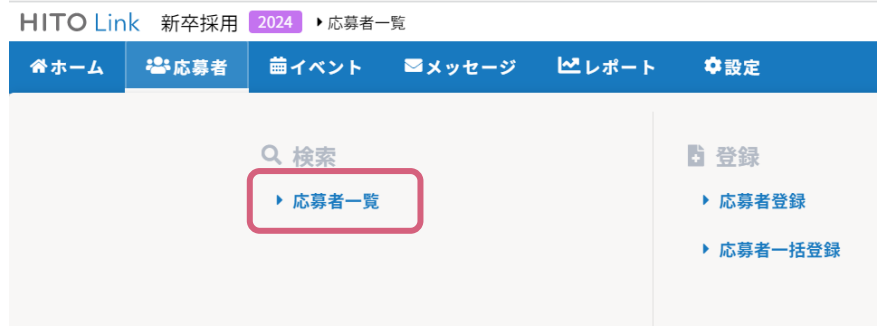 HITO Link 新卒採用 2024 応募者一覧
ホーム 応募者 イベント メッセージ レポート 設定
検索 登録
応募者一覧 応募者登録
応募者一括登録